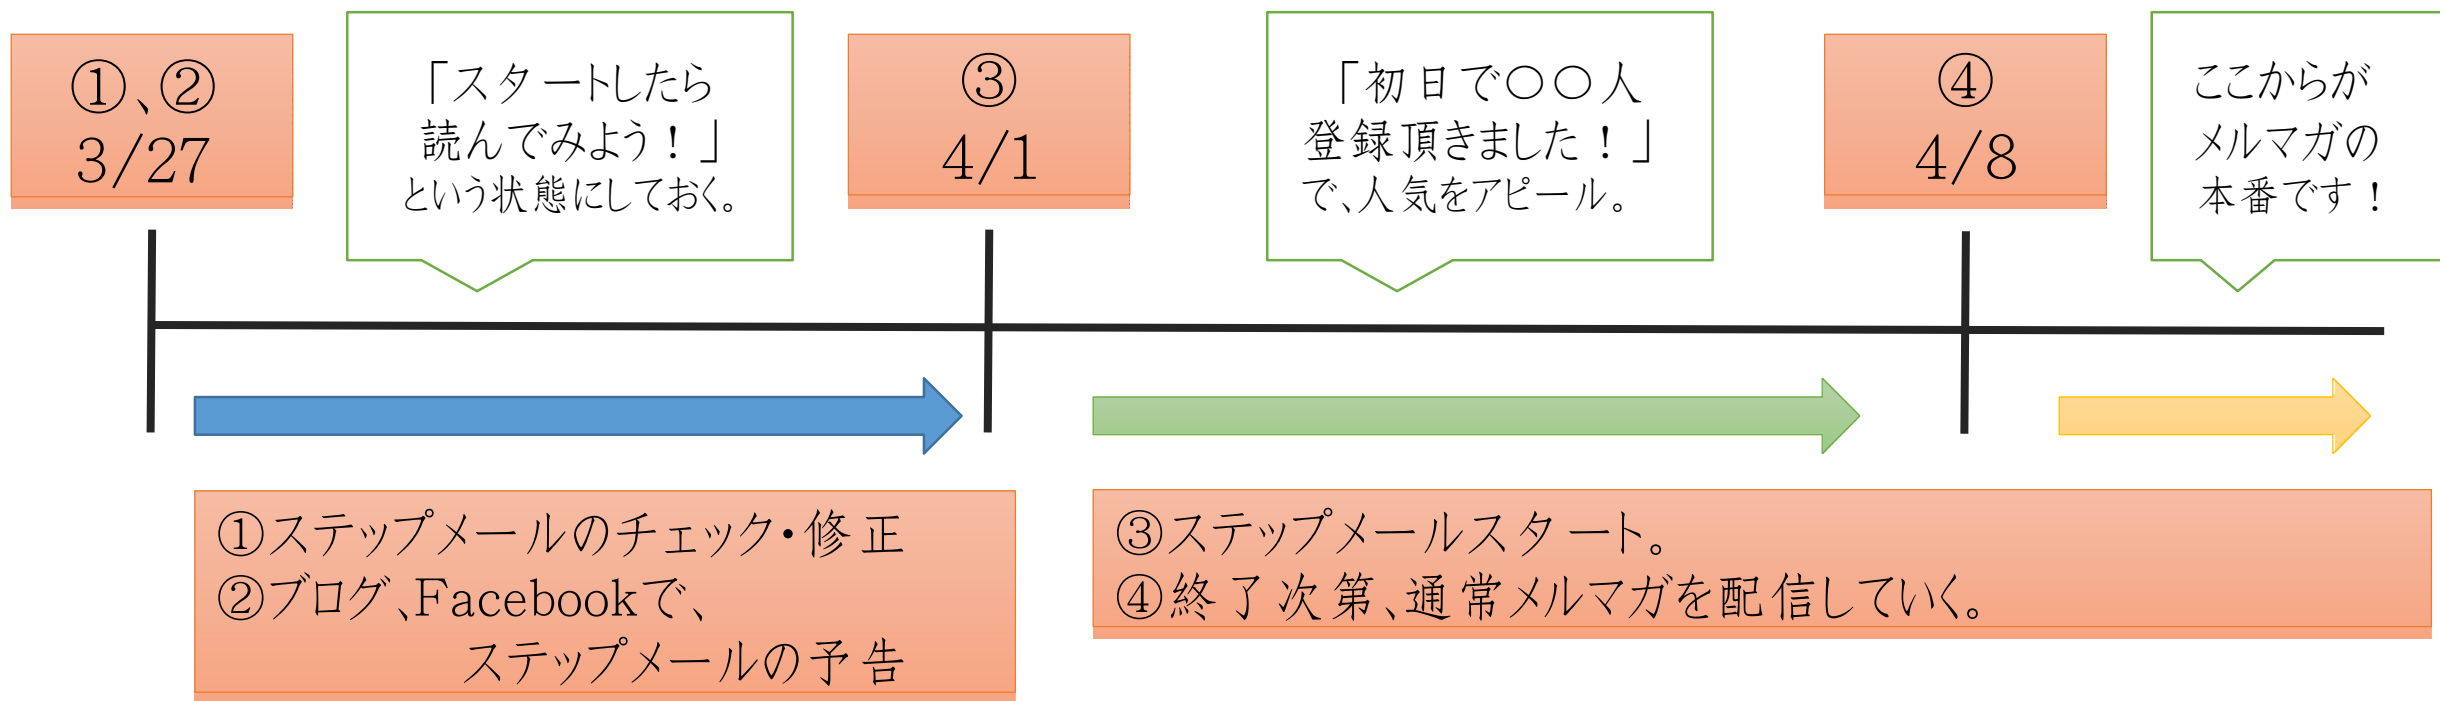 ①、②
3/27
「スタートしたら
読んでみよう！」
という状態にしておく。
③
4/1
「初日で〇〇人
登録頂きました！」
で、人気をアピール。
④
4/8
ここからが
メルマガの
本番です！
①ステップメールのチェック・修正
②ブログ、Facebookで、
ステップメールの予告
③ステップメールスタート。
④終了次第、通常メルマガを配信していく。